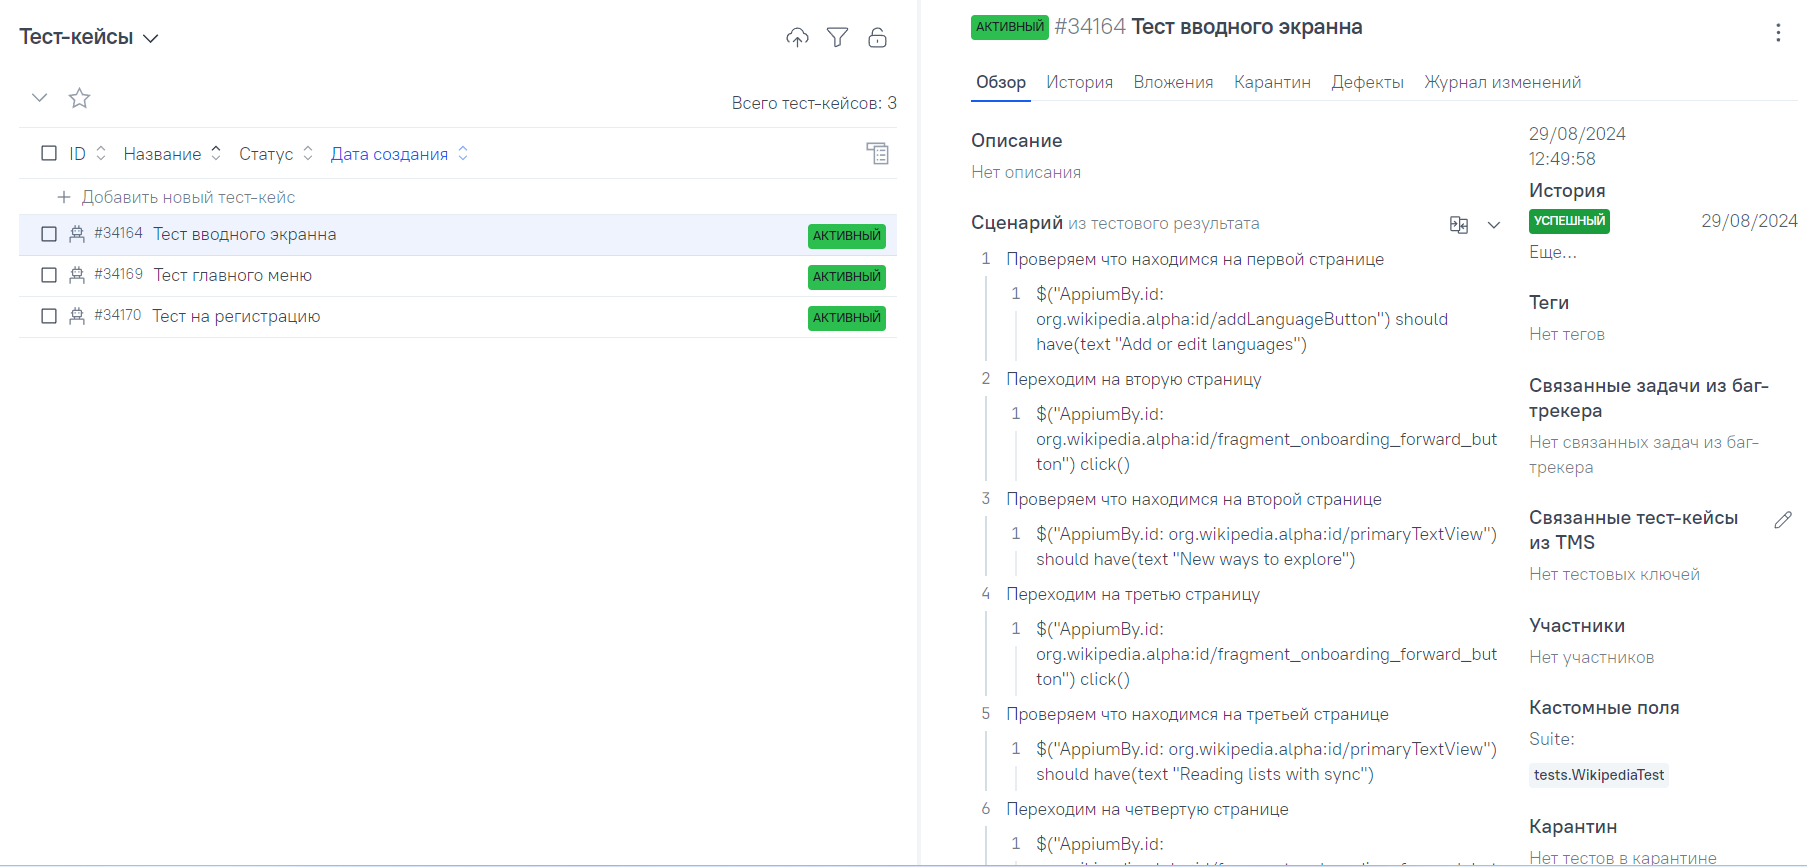 Тест-кейсы
Всего тест-кейсов: 3
ID Название Статус Дата создания
Добавить новый тест-кейс
#34164 Тест вводного экранна АКТИВНЫЙ
#34169 Тест главного меню АКТИВНЫЙ
#34170 Тест на регистрацию АКТИВНЫЙ
АКТИВНЫЙ #34164 Тест вводного экранна
Обзор История Вложения Карантин Дефекты Журнал изменений
Описание
Нет описания
Сценарий из тестового результата
1 Проверяем что находимся на первой странице
1 $("AppiumBy.id:
org.wikipedia.alpha:id/addLanguageButton") should
have(text "Add or edit languages")
2 Переходим на вторую страницу
1 $("AppiumBy.id:
org.wikipedia.alpha:id/fragment_onboarding_forward_but
ton") click()
3 Проверяем что находимся на второй странице
1 $("AppiumBy.id: org.wikipedia.alpha:id/primaryTextView")
should have(text "New ways to explore")
4 Переходим на третью страницу
1 $("AppiumBy.id:
org.wikipedia.alpha:id/fragment_onboarding_forward_but
ton") click()
5 Проверяем что находимся на третьей странице
1 $("AppiumBy.id: org.wikipedia.alpha:id/primaryTextView")
should have(text "Reading lists with sync")
6 Переходим на четвертую странице
1 $("AppiumBy.id:
29/08/2024
12:49:58
История
УСПЕШНЫЙ 29/08/2024
Еще...
Теги
Нет тегов
Связанные задачи из баг-
трекера
Нет связанных задач из баг-
трекера
Связанные тест-кейсы
из TMS
Нет тестовых ключей
Участники
Нет участников
Кастомные поля
Suite:
tests.WikipediaTest
Карантин
Нет тестов в карантине